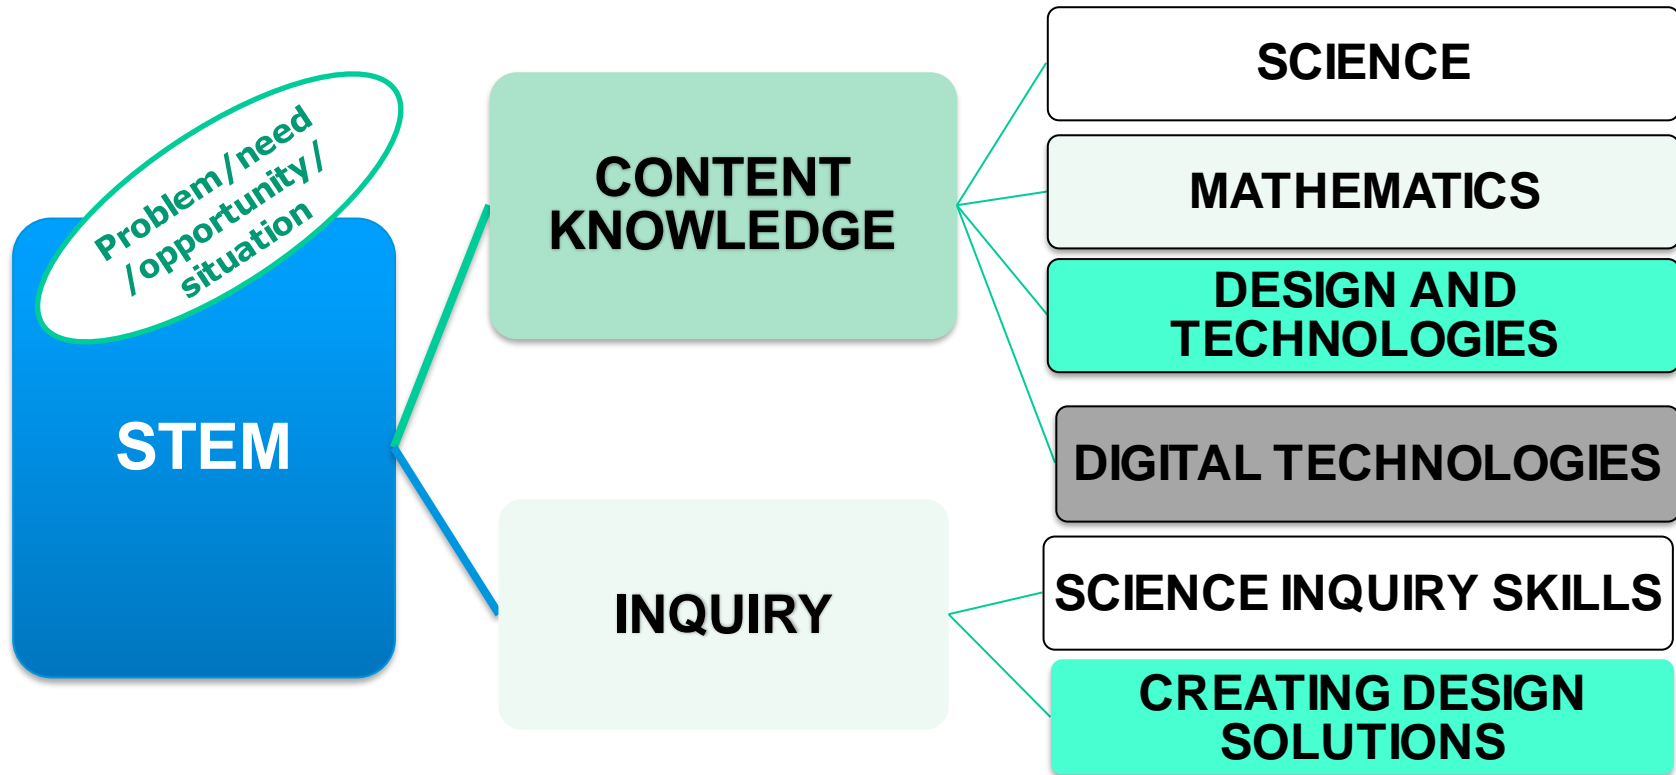 Problem/need
/opportunity/
situation
STEM
CONTENT
KNOWLEDGE
INQUIRY
SCIENCE
MATHEMATICS
DESIGN AND
TECHNOLOGIES
DIGITAL TECHNOLOGIES
SCIENCE INQUIRY SKILLS
CREATING DESIGN
SOLUTIONS